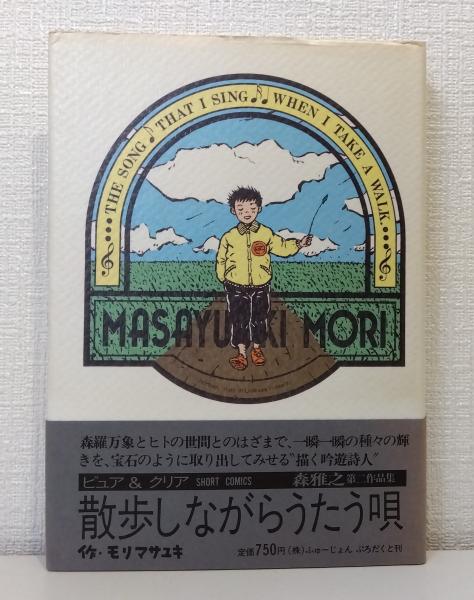 THE SONG ♪ THAT I SING ♫ WHEN I TAKE A WALK.
MASAYUKI MORI
森羅万象とヒトの世間とのはざまで、一瞬一瞬の種々の輝
きを、宝石のように取り出してみせる"描く吟遊詩人"
ピュア & クリア SHORT COMICS 森雅之第二作品集
散歩しながらうたう唄
作・モリマサユキ
定価750円(株)ふゅーじょんぷろだくと刊